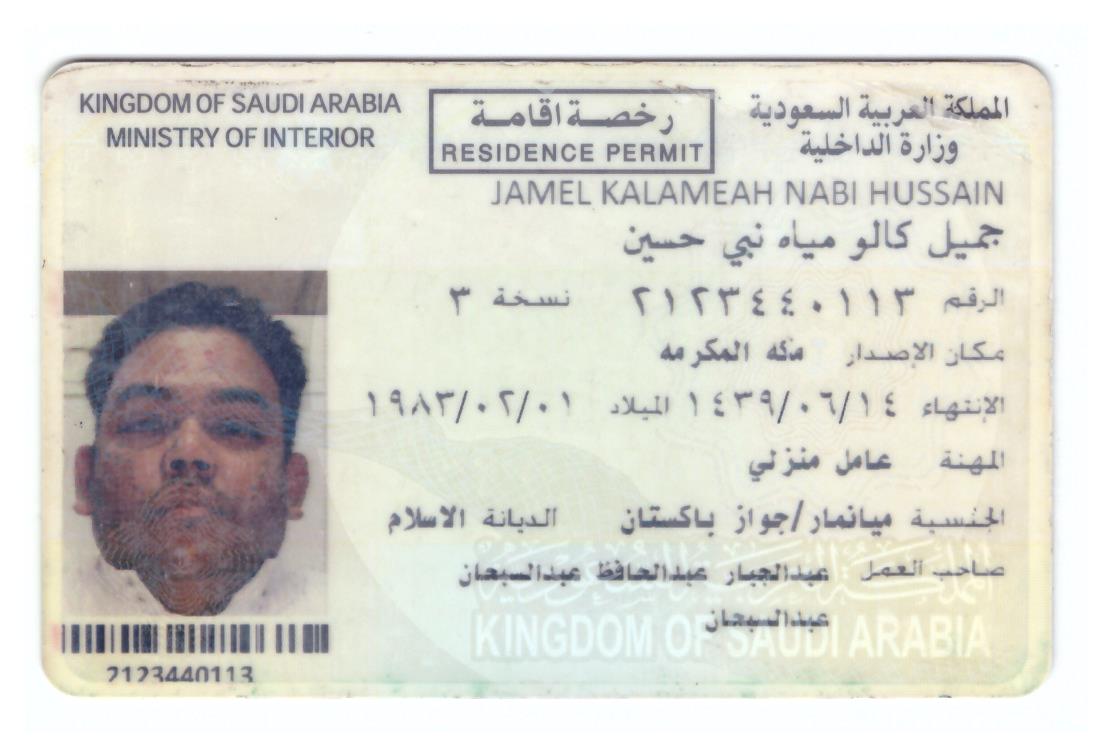 KINGDOM OF SAUDI ARABIA
MINISTRY OF INTERIOR
رخصة اقامة
RESIDENCE PERMIT
المملكة العربية السعودية
وزارة الداخلية
JAMEL KALAMEAH NABI HUSSAIN
جميل كالو مياه نبي حسين
الرقم ٢١٢٣٤٤٠١١٣ نسخة ٣
مكان الإصدار مكه المكرمه
الإنتهاء ١٤٣٩/٠٦/١٤ الميلاد ١٩٨٣/٠٢/٠١
المهنة عامل منزلي
الجنسية ميانمار/جواز باكستان الديانة الاسلام
صاحب العمل عبدالجبار عبدالحافظ عبدالسبحان
عبدالسبحان
المملكة العربية السعودية
KINGDOM OF SAUDI ARABIA
2123440113